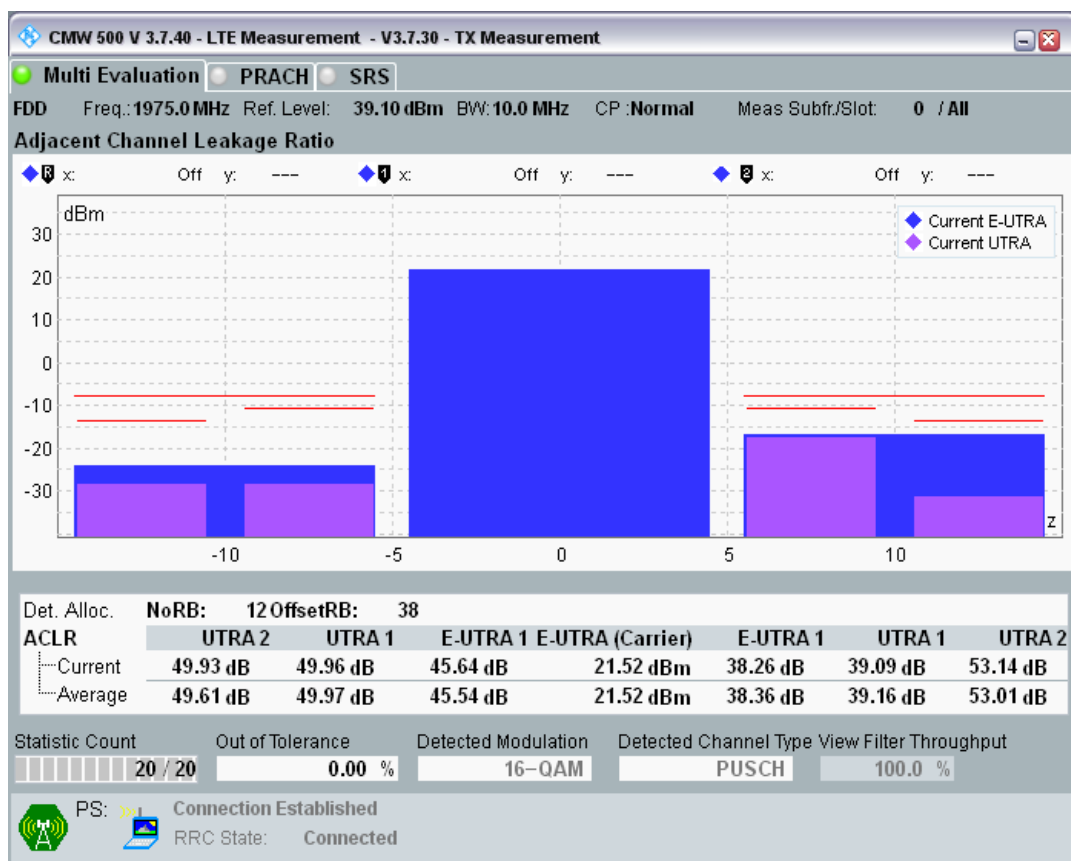 CMW 500 V 3.7.40 - LTE Measurement - V3.7.30 - TX Measurement
Multi Evaluation PRACH SRS
FDD Freq.: 1975.0 MHz Ref. Level: 39.10 dBm BW: 10.0 MHz CP :Normal Meas Subfr./Slot: 0 / All
Adjacent Channel Leakage Ratio
R x: Off y: --- 1 x: Off y: --- 2 x: Off y: ---
dBm
Current E-UTRA
Current UTRA
30
20
10
0
-10
-20
-30
z
-10 -5 0 5 10
Det. Alloc. NoRB: 12 OffsetRB: 38
ACLR UTRA 2 UTRA 1 E-UTRA 1 E-UTRA (Carrier) E-UTRA 1 UTRA 1 UTRA 2
Current 49.93 dB 49.96 dB 45.64 dB 21.52 dBm 38.26 dB 39.09 dB 53.14 dB
Average 49.61 dB 49.97 dB 45.54 dB 21.52 dBm 38.36 dB 39.16 dB 53.01 dB
Statistic Count Out of Tolerance Detected Modulation Detected Channel Type View Filter Throughput
20 / 20 0.00 % 16-QAM PUSCH 100.0 %
PS: Connection Established
RRC State: Connected